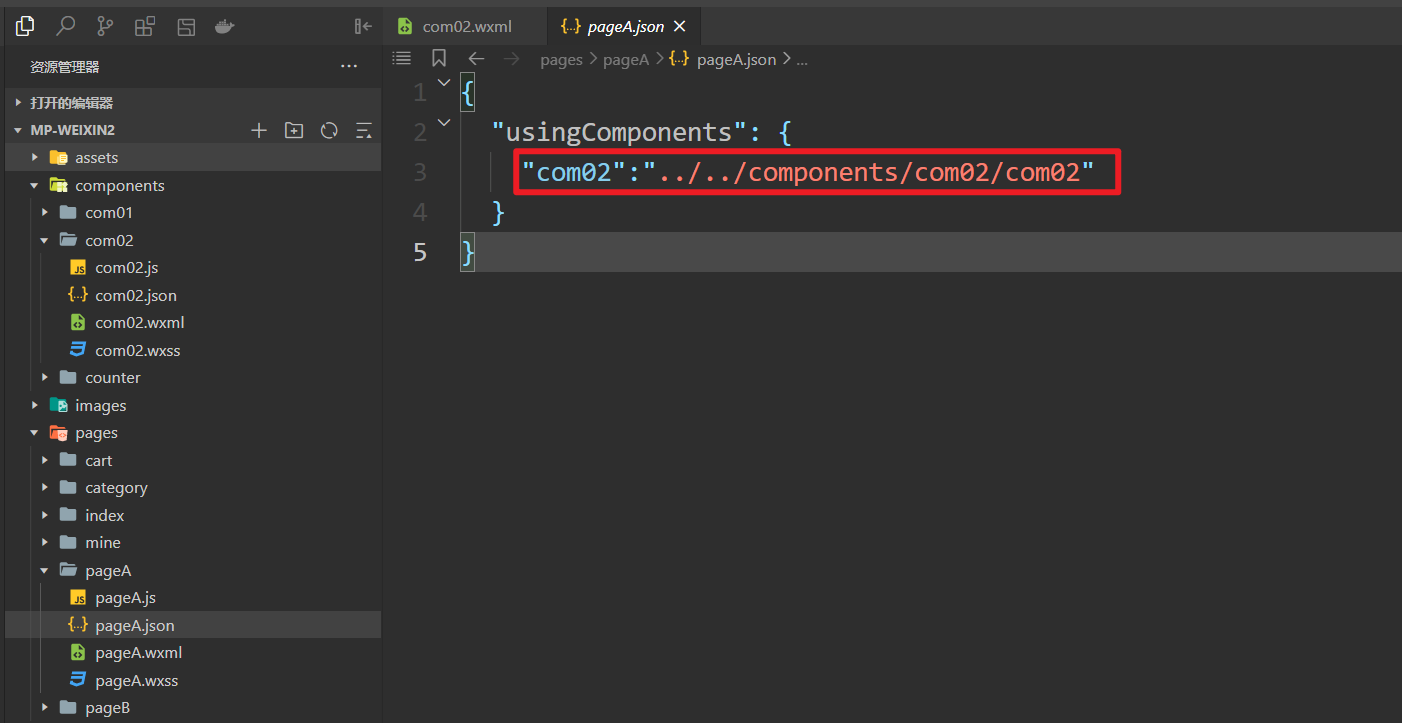 com02.wxml
{..} pageA.json
资源管理器
pages > pageA > {..} pageA.json > ...
打开的编辑器
MP-WEIXIN2
assets
components
com01
com02
JS com02.js
{..} com02.json
com02.wxml
com02.wxss
counter
images
pages
cart
category
index
mine
pageA
JS pageA.js
{..} pageA.json
pageA.wxml
pageA.wxss
pageB
1 {
2 "usingComponents": {
3 "com02":"../../components/com02/com02"
4 }
5 }